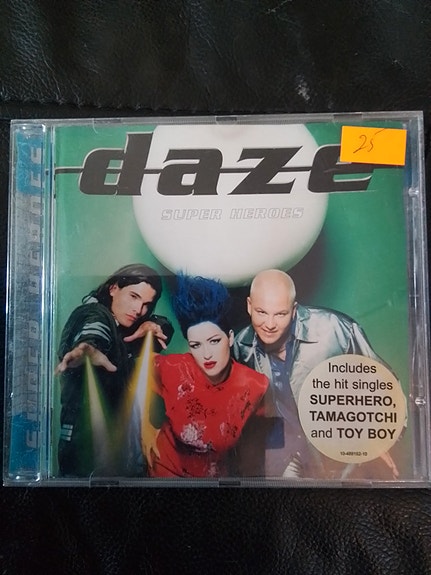 daze
25
SUPER HEROES
Includes
the hit singles
SUPERHERO,
TAMAGOTCHI
and TOY BOY